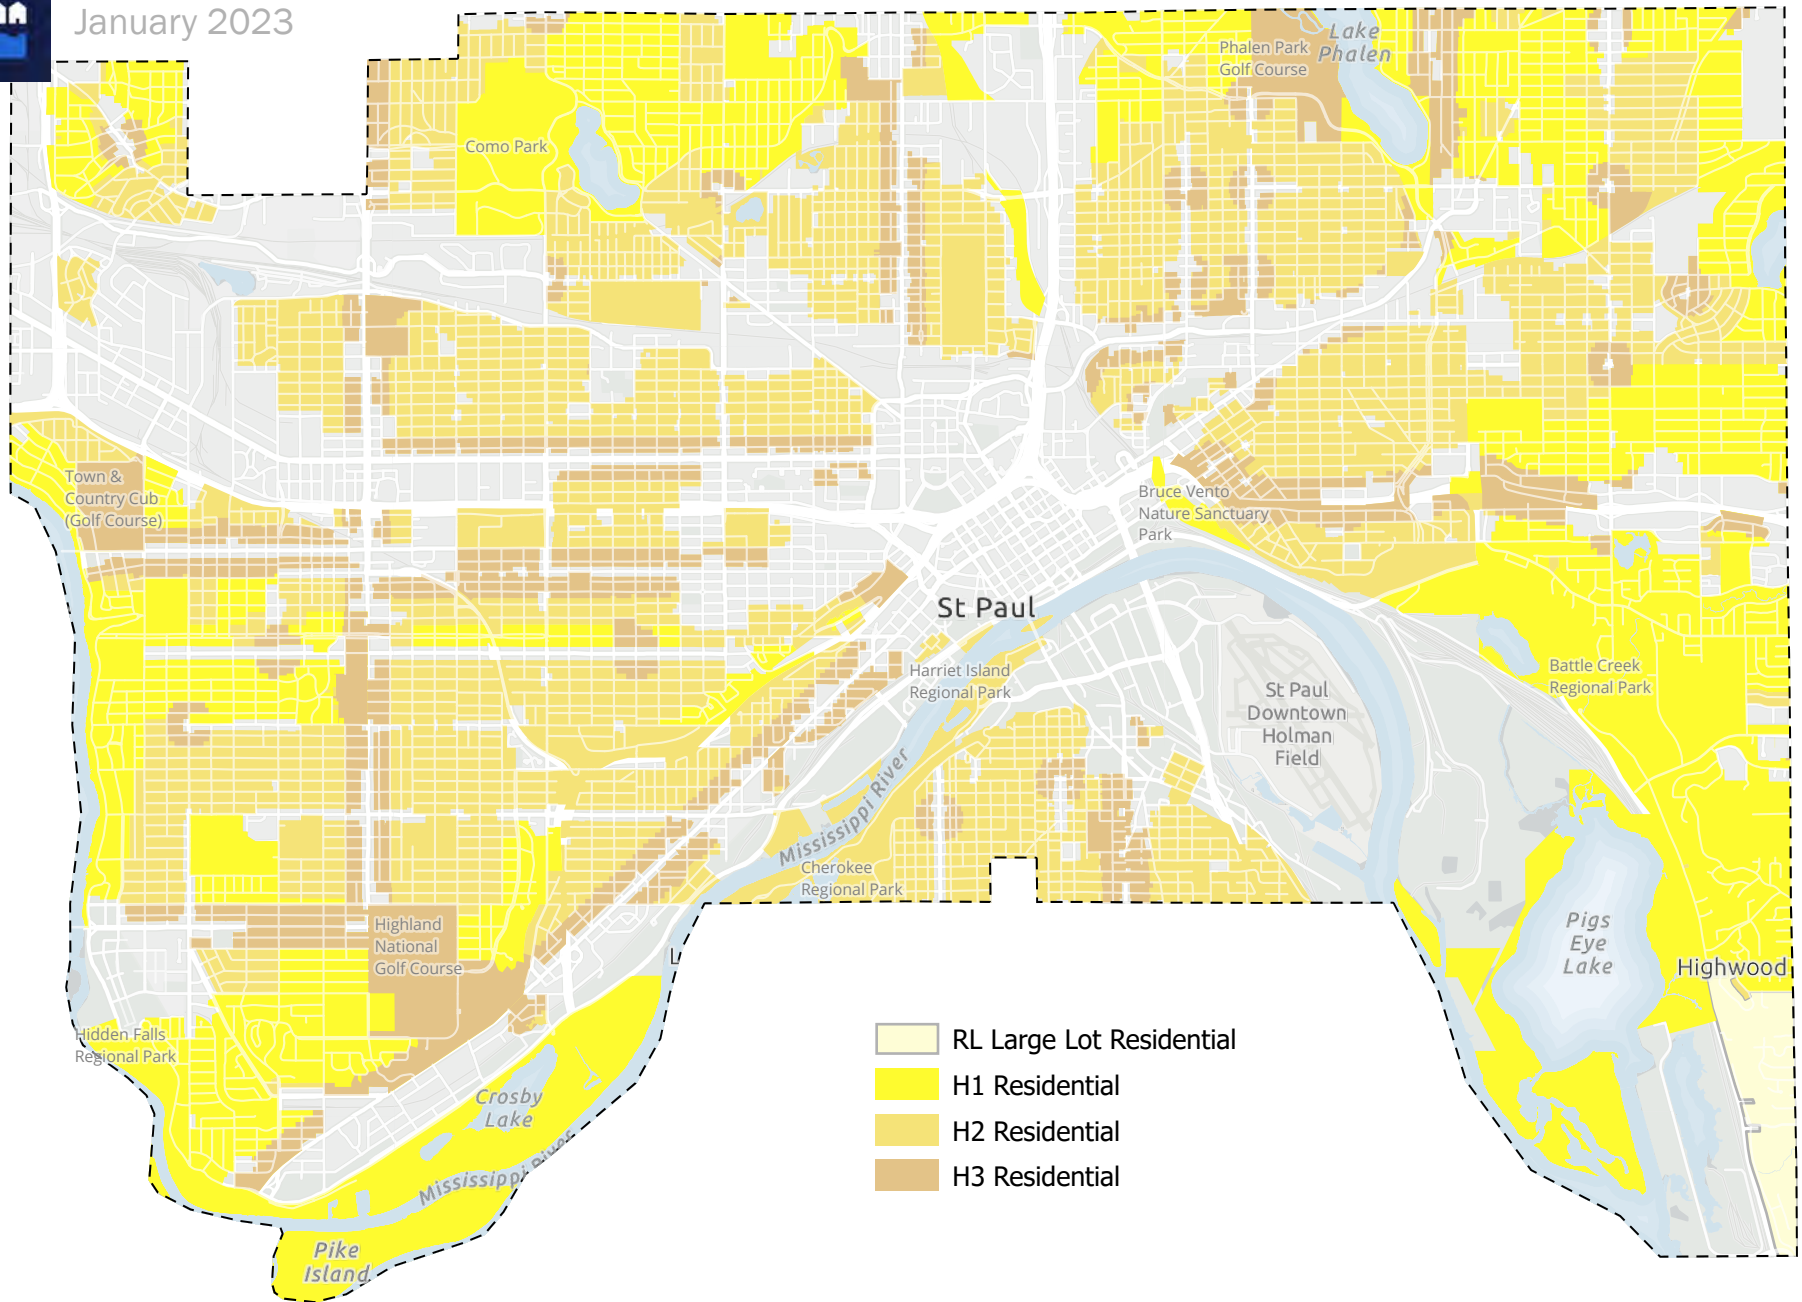 January 2023
Lake
Phalen
Phalen Park
Golf Course
Como Park
Town &
Country Cub
(Golf Course)
Bruce Vento
Nature Sanctuary
Park
St Paul
Harriet Island
Regional Park
St Paul
Downtown
Holman
Field
Battle Creek
Regional Park
Mississippi River
Cherokee
Regional Park
Highland
National
Golf Course
L
Pigs
Eye
Lake
Highwood
Hidden Falls
Regional Park
Crosby
Lake
Mississippi River
Pike
Island
RL Large Lot Residential
H1 Residential
H2 Residential
H3 Residential